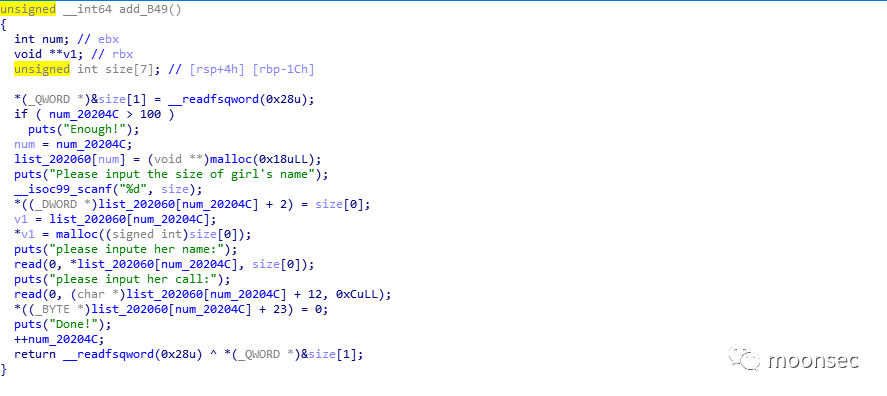 unsigned __int64 add_B49()
{
  int num; // ebx
  void **v1; // rbx
  unsigned int size[7]; // [rsp+4h] [rbp-1Ch]

  *(_QWORD *)&size[1] = __readfsqword(0x28u);
  if ( num_20204C > 100 )
    puts("Enough!");
  num = num_20204C;
  list_202060[num] = (void **)malloc(0x18uLL);
  puts("Please input the size of girl's name");
  __isoc99_scanf("%d", size);
  *((_DWORD *)list_202060[num_20204C] + 2) = size[0];
  v1 = list_202060[num_20204C];
  *v1 = malloc((signed int)size[0]);
  puts("please inpute her name:");
  read(0, *list_202060[num_20204C], size[0]);
  puts("please input her call:");
  read(0, (char *)list_202060[num_20204C] + 12, 0xCuLL);
  *((_BYTE *)list_202060[num_20204C] + 23) = 0;
  puts("Done!");
  ++num_20204C;
  return __readfsqword(0x28u) ^ *(_QWORD *)&size[1];
}
moonsec